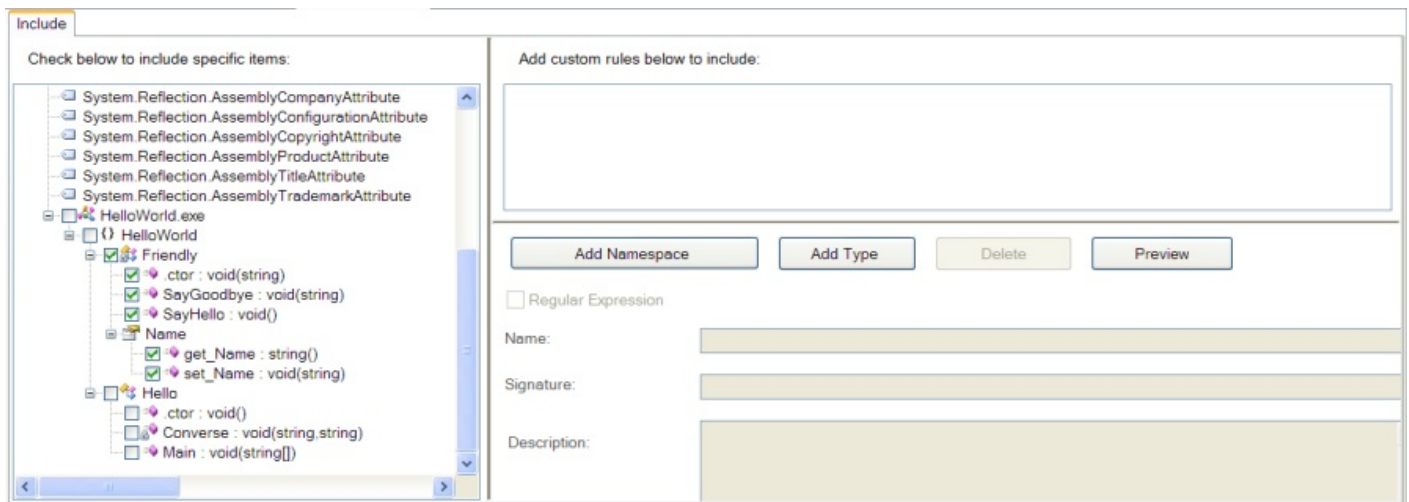 Include
Check below to include specific items:
System.Reflection.AssemblyCompanyAttribute
System.Reflection.AssemblyConfigurationAttribute
System.Reflection.AssemblyCopyrightAttribute
System.Reflection.AssemblyProductAttribute
System.Reflection.AssemblyTitleAttribute
System.Reflection.AssemblyTrademarkAttribute
HelloWorld.exe
{} HelloWorld
Friendly
.ctor : void(string)
SayGoodbye : void(string)
SayHello : void()
Name
get_Name : string()
set_Name : void(string)
Hello
.ctor : void()
Converse : void(string,string)
Main : void(string[])
Add custom rules below to include:
Add Namespace
Add Type
Delete
Preview
Regular Expression
Name:
Signature:
Description: